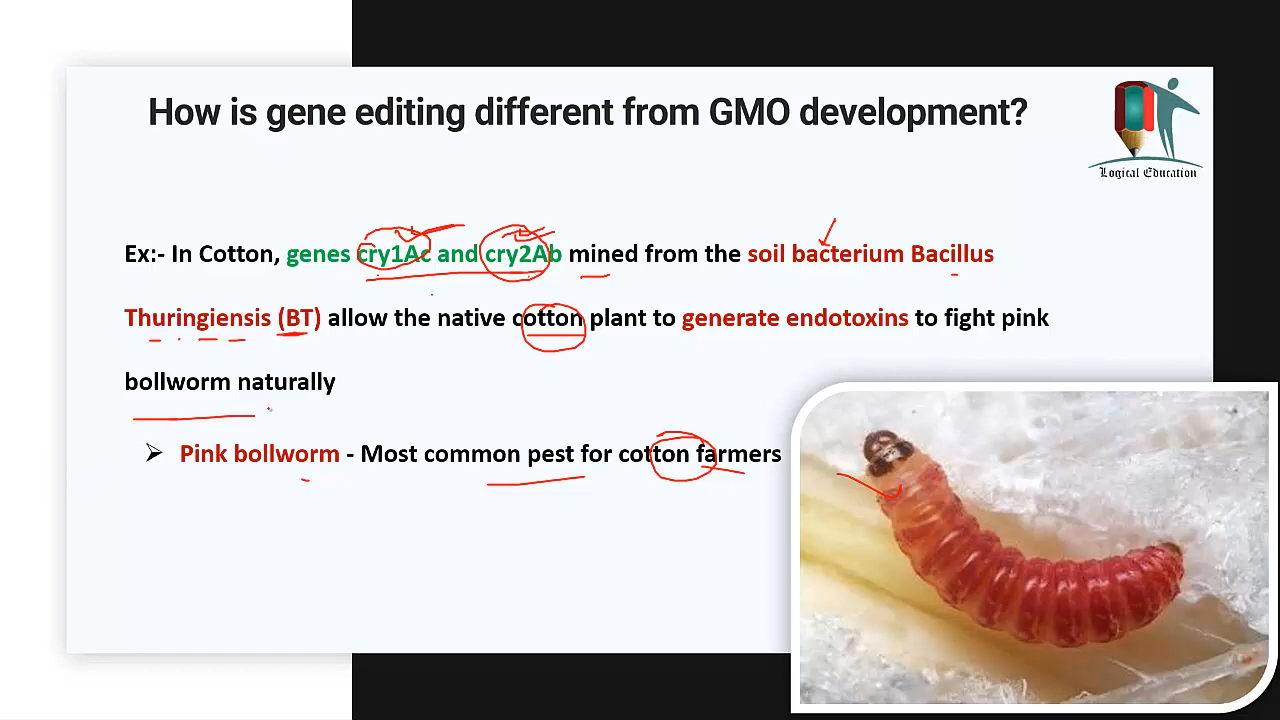 How is gene editing different from GMO development?
Logical Education
Ex:- In Cotton, genes cry1Ac and cry2Ab mined from the soil bacterium Bacillus
Thuringiensis (BT) allow the native cotton plant to generate endotoxins to fight pink
bollworm naturally
➢ Pink bollworm - Most common pest for cotton farmers